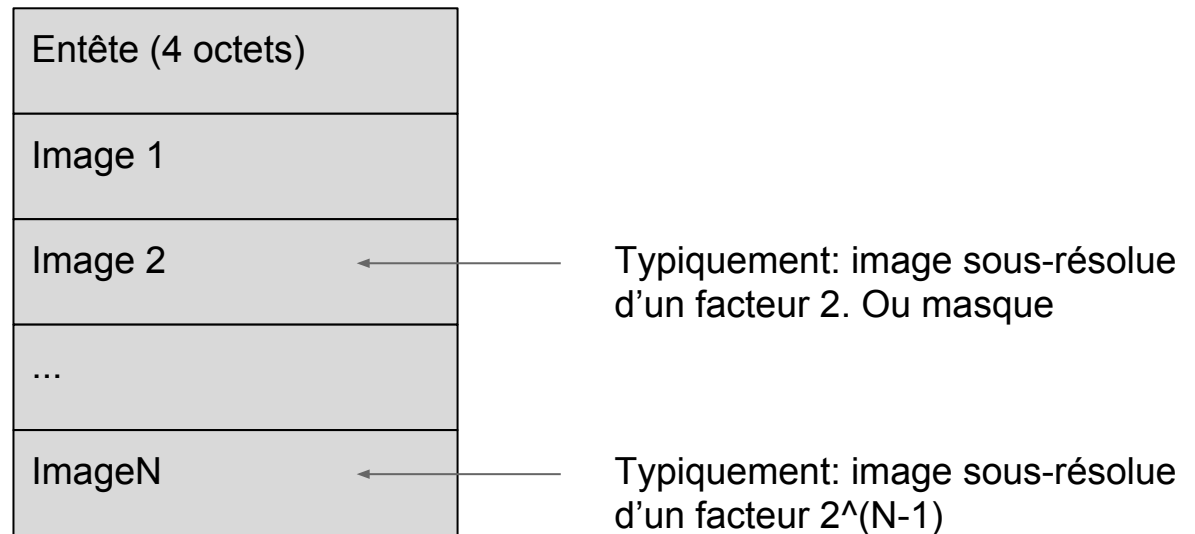 Entête (4 octets)
Image 1
Image 2
Typiquement: image sous-résolue
d'un facteur 2. Ou masque
...
ImageN
Typiquement: image sous-résolue
d'un facteur 2^(N-1)